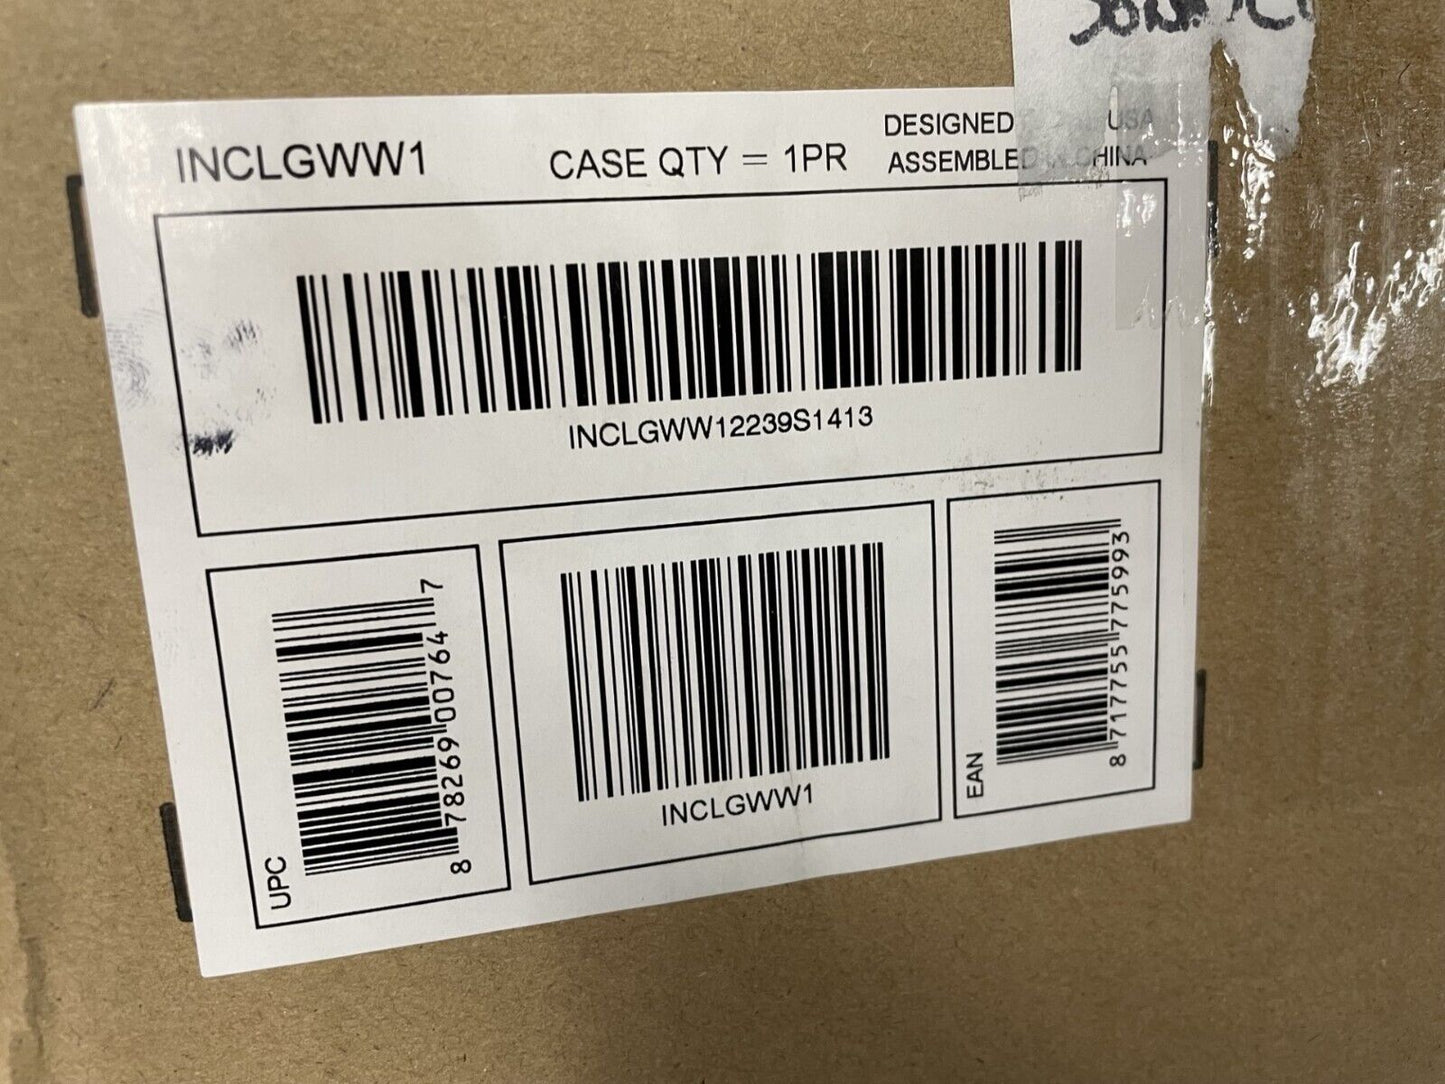 INCLGWW1
CASE QTY = 1PR
DESIGNED USA
ASSEMBLED IN CHINA
INCLGWW12239S1413
UPC
8 78269 00764 7
INCLGWW1
EAN
8 717755 775993